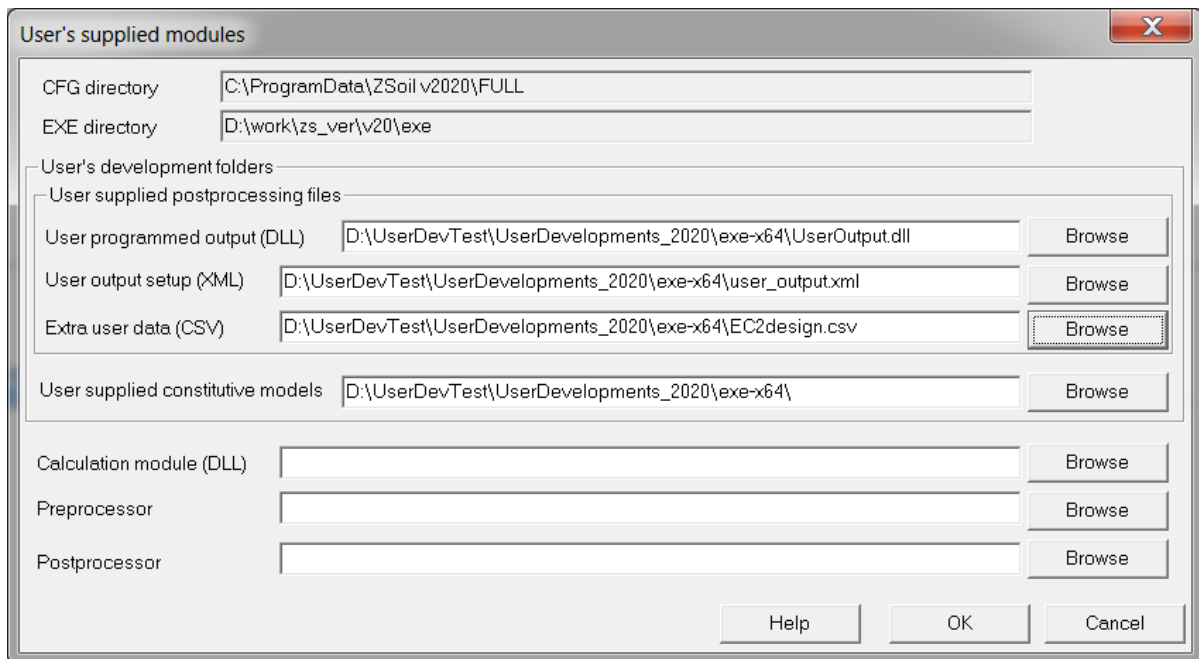 User's supplied modules
CFG directory C:\ProgramData\ZSoil v2020\FULL
EXE directory D:\work\zs_ver\v20\exe
User's development folders
User supplied postprocessing files
User programmed output (DLL) D:\UserDevTest\UserDevelopments_2020\exe-x64\UserOutput.dll Browse
User output setup (XML) D:\UserDevTest\UserDevelopments_2020\exe-x64\user_output.xml Browse
Extra user data (CSV) D:\UserDevTest\UserDevelopments_2020\exe-x64\EC2design.csv Browse
User supplied constitutive models D:\UserDevTest\UserDevelopments_2020\exe-x64\ Browse
Calculation module (DLL) Browse
Preprocessor Browse
Postprocessor Browse
Help OK Cancel